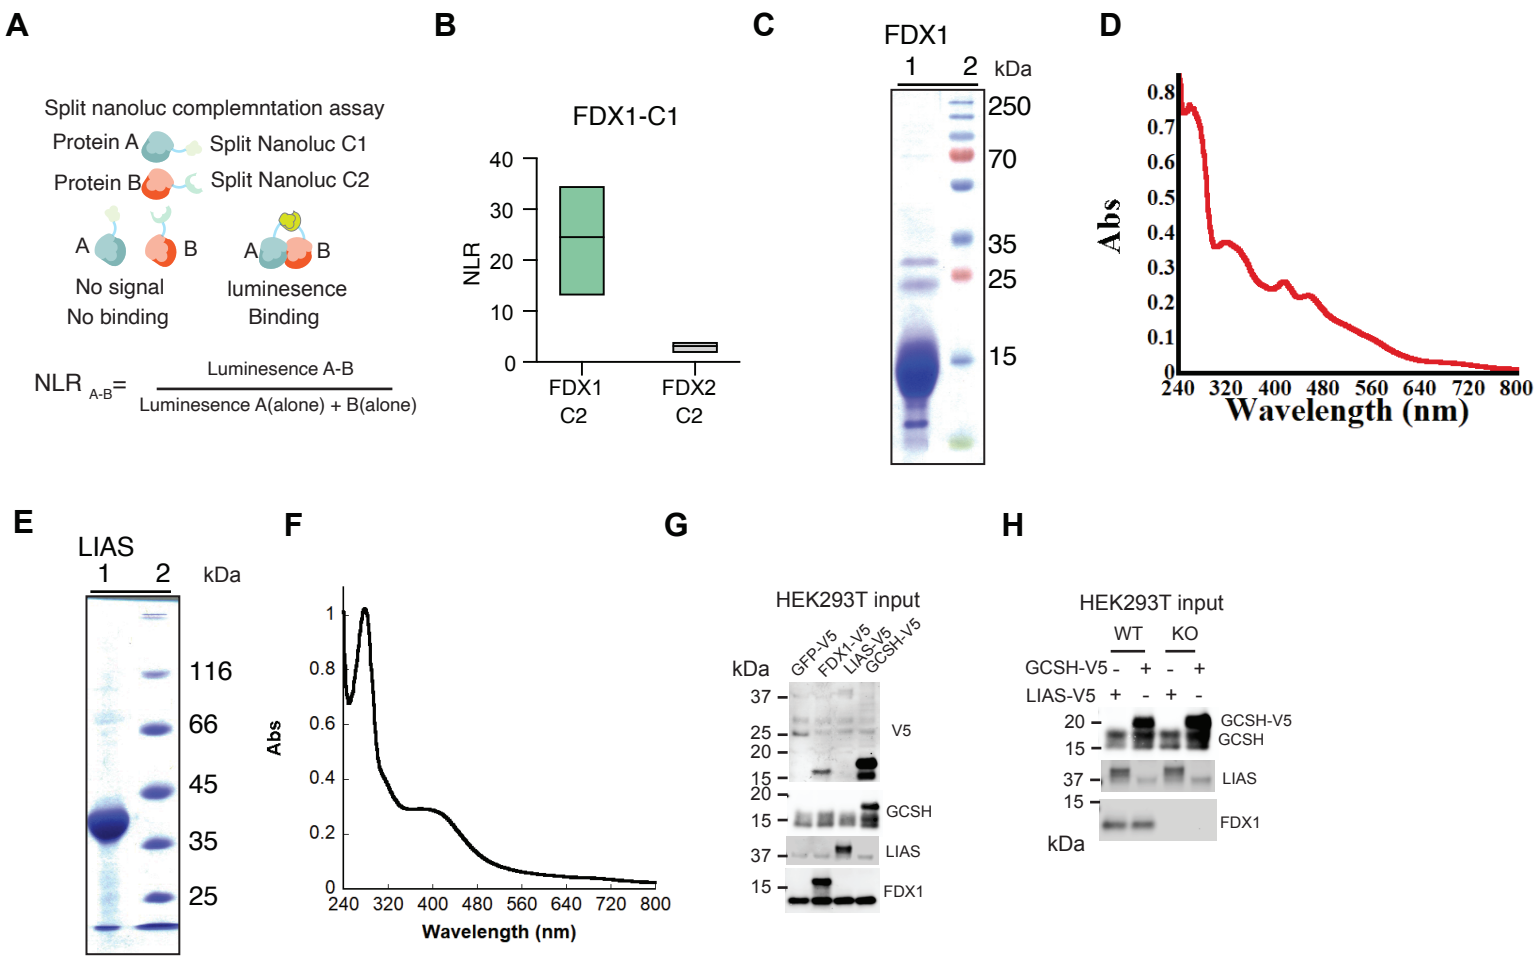 A
Split nanoluc complemntation assay
Protein A
Split Nanoluc C1
Protein B
Split Nanoluc C2
A
B
A
B
No signal
No binding
luminesence
Binding
NLR A-B=
Luminesence A-B
Luminesence A(alone) + B(alone)
B
FDX1-C1
NLR
40
30
20
10
0
FDX1
C2
FDX2
C2
C
FDX1
1 2 kDa
250
70
35
25
15
D
Abs
0.8
0.7
0.6
0.5
0.4
0.3
0.2
0.1
0
240 320 400 480 560 640 720 800
Wavelength (nm)
E
LIAS
1 2 kDa
116
66
45
35
25
F
Abs
1
0.8
0.6
0.4
0.2
0
240 320 400 480 560 640 720 800
Wavelength (nm)
G
HEK293T input
GFP-V5
FDX1-V5
LIAS-V5
GCSH-V5
kDa
37
25
20
15
V5
20
15
GCSH
37
LIAS
15
FDX1
H
HEK293T input
WT KO
GCSH-V5 - + - +
LIAS-V5 + - + -
20
15
GCSH-V5
GCSH
37
LIAS
15
FDX1
kDa